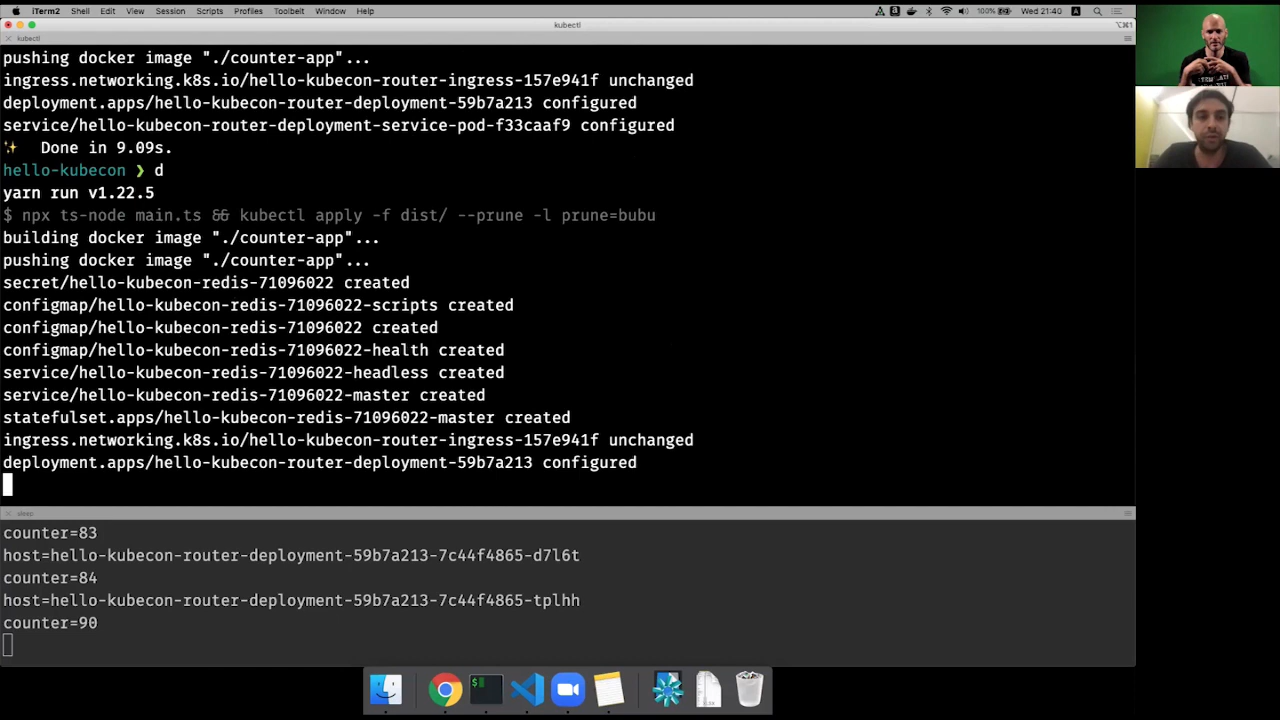 iTerm2 Shell Edit View Session Scripts Profiles Toolbelt Window Help 100% Wed 21:40 A
kubectl ⌥⌘1
kubectl
pushing docker image "./counter-app"...
ingress.networking.k8s.io/hello-kubecon-router-ingress-157e941f unchanged
deployment.apps/hello-kubecon-router-deployment-59b7a213 configured
service/hello-kubecon-router-deployment-service-pod-f33caaf9 configured
✨ Done in 9.09s.
hello-kubecon ❯ d
yarn run v1.22.5
$ npx ts-node main.ts && kubectl apply -f dist/ --prune -l prune=bubu
building docker image "./counter-app"...
pushing docker image "./counter-app"...
secret/hello-kubecon-redis-71096022 created
configmap/hello-kubecon-redis-71096022-scripts created
configmap/hello-kubecon-redis-71096022 created
configmap/hello-kubecon-redis-71096022-health created
service/hello-kubecon-redis-71096022-headless created
service/hello-kubecon-redis-71096022-master created
statefulset.apps/hello-kubecon-redis-71096022-master created
ingress.networking.k8s.io/hello-kubecon-router-ingress-157e941f unchanged
deployment.apps/hello-kubecon-router-deployment-59b7a213 configured
sleep
counter=83
host=hello-kubecon-router-deployment-59b7a213-7c44f4865-d7l6t
counter=84
host=hello-kubecon-router-deployment-59b7a213-7c44f4865-tplhh
counter=90